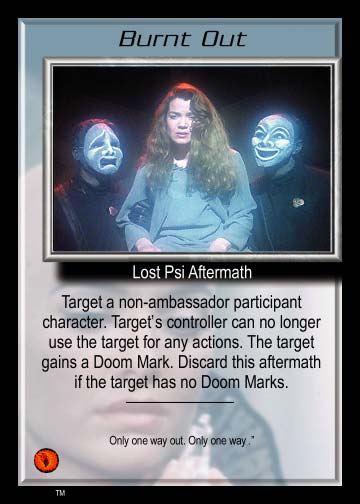 Burnt Out
Lost Psi Aftermath
Target a non-ambassador participant
character. Target's controller can no longer
use the target for any actions. The target
gains a Doom Mark. Discard this aftermath
if the target has no Doom Marks.
Only one way out. Only one way ."
TM